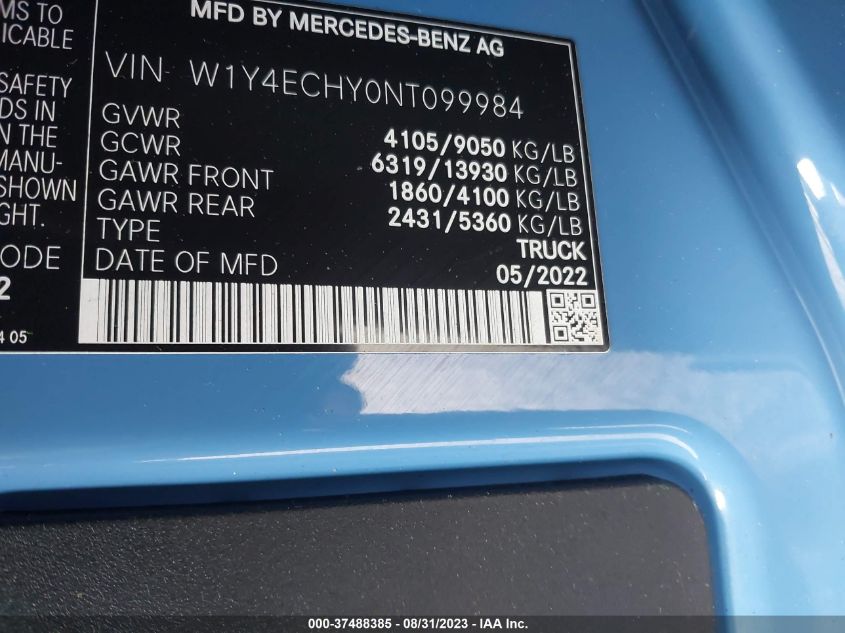 MS TO
ICABLE
SAFETY
DS IN
N THE
MANU-
SHOWN
GHT.
ODE
2
4 05
MFD BY MERCEDES-BENZ AG
VIN W1Y4ECHY0NT099984
GVWR 4105/9050 KG/LB
GCWR 6319/13930 KG/LB
GAWR FRONT 1860/4100 KG/LB
GAWR REAR 2431/5360 KG/LB
TYPE TRUCK
DATE OF MFD 05/2022
000-37488385 - 08/31/2023 - IAA Inc.